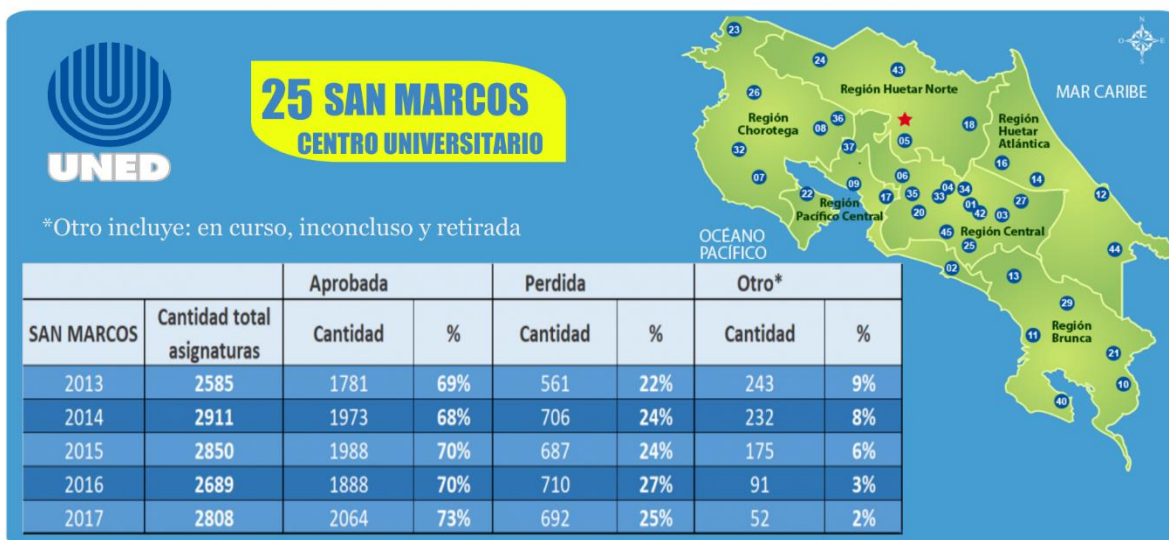 UNED
25 SAN MARCOS
CENTRO UNIVERSITARIO
*Otro incluye: en curso, inconcluso y retirada
Aprobada Perdida Otro*
SAN MARCOS Cantidad total asignaturas Cantidad % Cantidad % Cantidad %
2013 2585 1781 69% 561 22% 243 9%
2014 2911 1973 68% 706 24% 232 8%
2015 2850 1988 70% 687 24% 175 6%
2016 2689 1888 70% 710 27% 91 3%
2017 2808 2064 73% 692 25% 52 2%
N
O E
S
MAR CARIBE
OCÉANO
PACÍFICO
Región Huetar Norte
Región
Chorotega
Región
Huetar
Atlántica
Región
Pacífico Central
Región Central
Región
Brunca
23
24
43
26
36
08
18
05
32
37
16
07
06
14
22
09
17
35
33
04
34
01
27
12
20
42
03
45
25
44
02
13
29
11
21
10
40